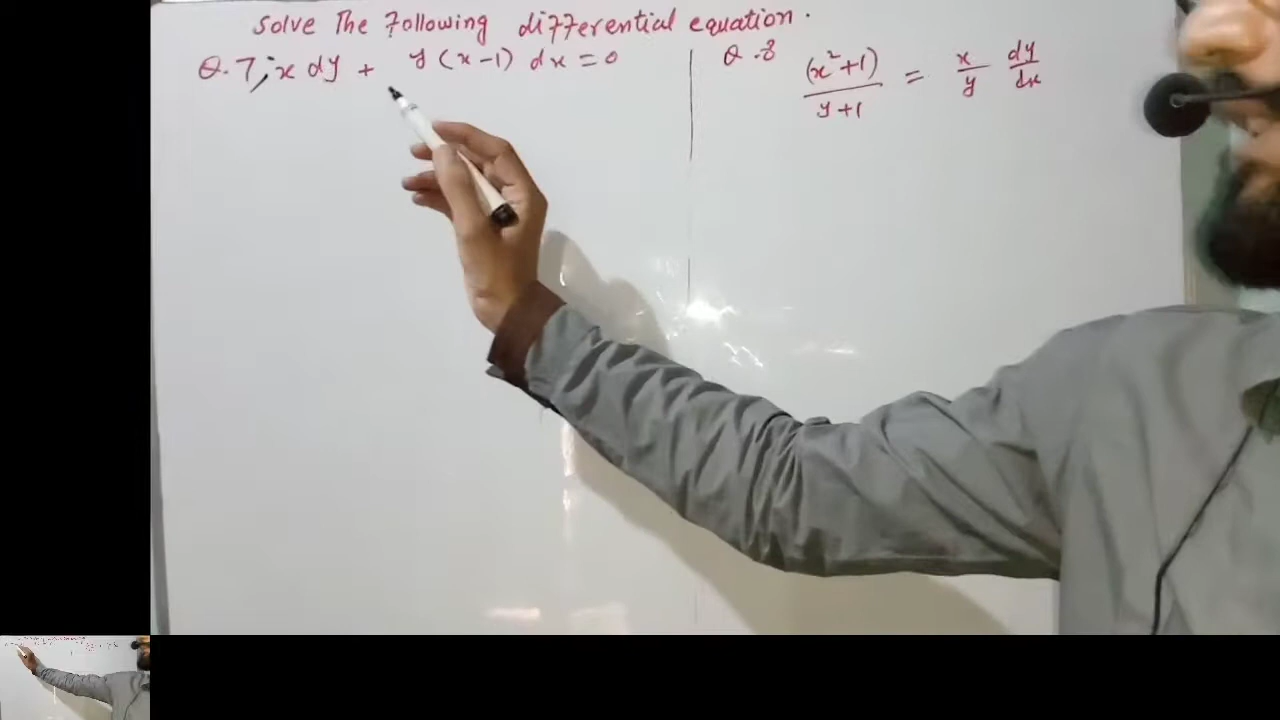 Solve The Following differential equation.
Q.7; x dy + y (x-1) dx = 0
Q.8 (x²+1)/(y+1) = x/y dy/dx